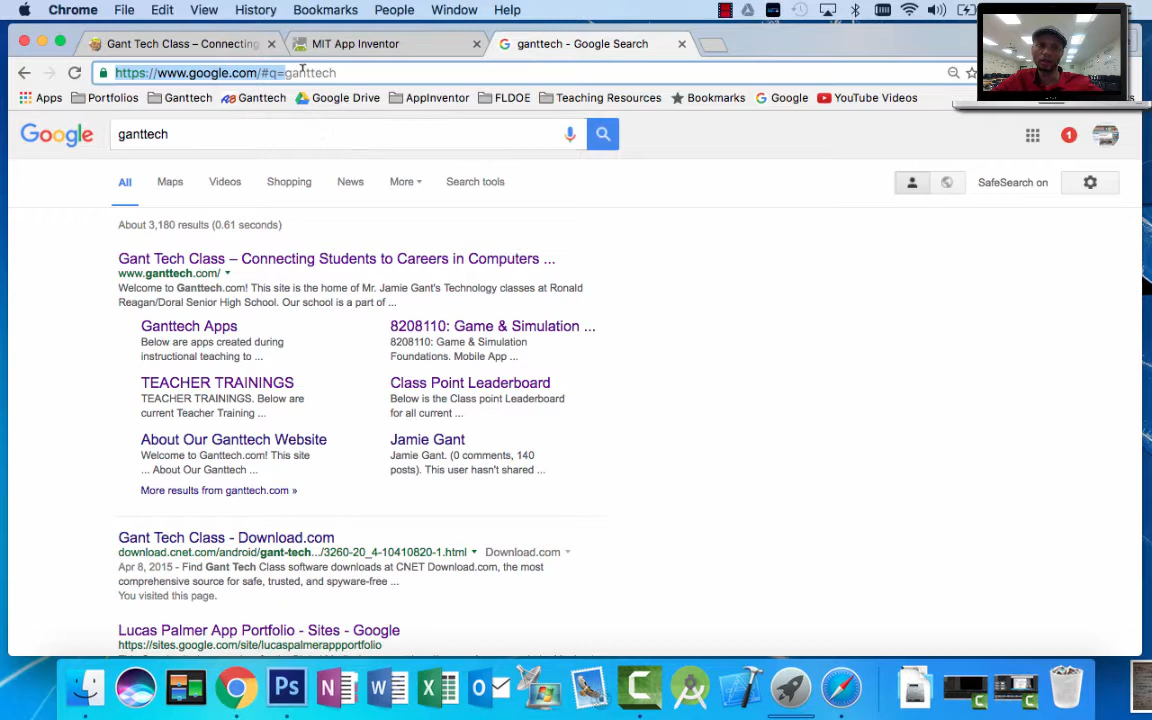 Chrome File Edit View History Bookmarks People Window Help
Gant Tech Class – Connecting MIT App Inventor ganttech - Google Search
https://www.google.com/#q=ganttech
Apps Portfolios Ganttech Ganttech Google Drive AppInventor FLDOE Teaching Resources Bookmarks Google YouTube Videos
Google ganttech 1
All Maps Videos Shopping News More Search tools SafeSearch on
About 3,180 results (0.61 seconds)
Gant Tech Class – Connecting Students to Careers in Computers ...
www.ganttech.com/
Welcome to Ganttech.com! This site is the home of Mr. Jamie Gant's Technology classes at Ronald
Reagan/Doral Senior High School. Our school is a part of ...
Ganttech Apps
Below are apps created during
instructional teaching to ...
8208110: Game & Simulation ...
8208110: Game & Simulation
Foundations. Mobile App ...
TEACHER TRAININGS
TEACHER TRAININGS. Below are
current Teacher Training ...
Class Point Leaderboard
Below is the Class point Leaderboard
for all current ...
About Our Ganttech Website
Welcome to Ganttech.com! This site
... About Our Ganttech ...
Jamie Gant
Jamie Gant. (0 comments, 140
posts). This user hasn't shared ...
More results from ganttech.com »
Gant Tech Class - Download.com
download.cnet.com/android/gant-tech.../3260-20_4-10410820-1.html Download.com
Apr 8, 2015 - Find Gant Tech Class software downloads at CNET Download.com, the most
comprehensive source for safe, trusted, and spyware-free ...
You visited this page.
Lucas Palmer App Portfolio - Sites - Google
https://sites.google.com/site/lucaspalmerappportfolio
Ps N W X O C